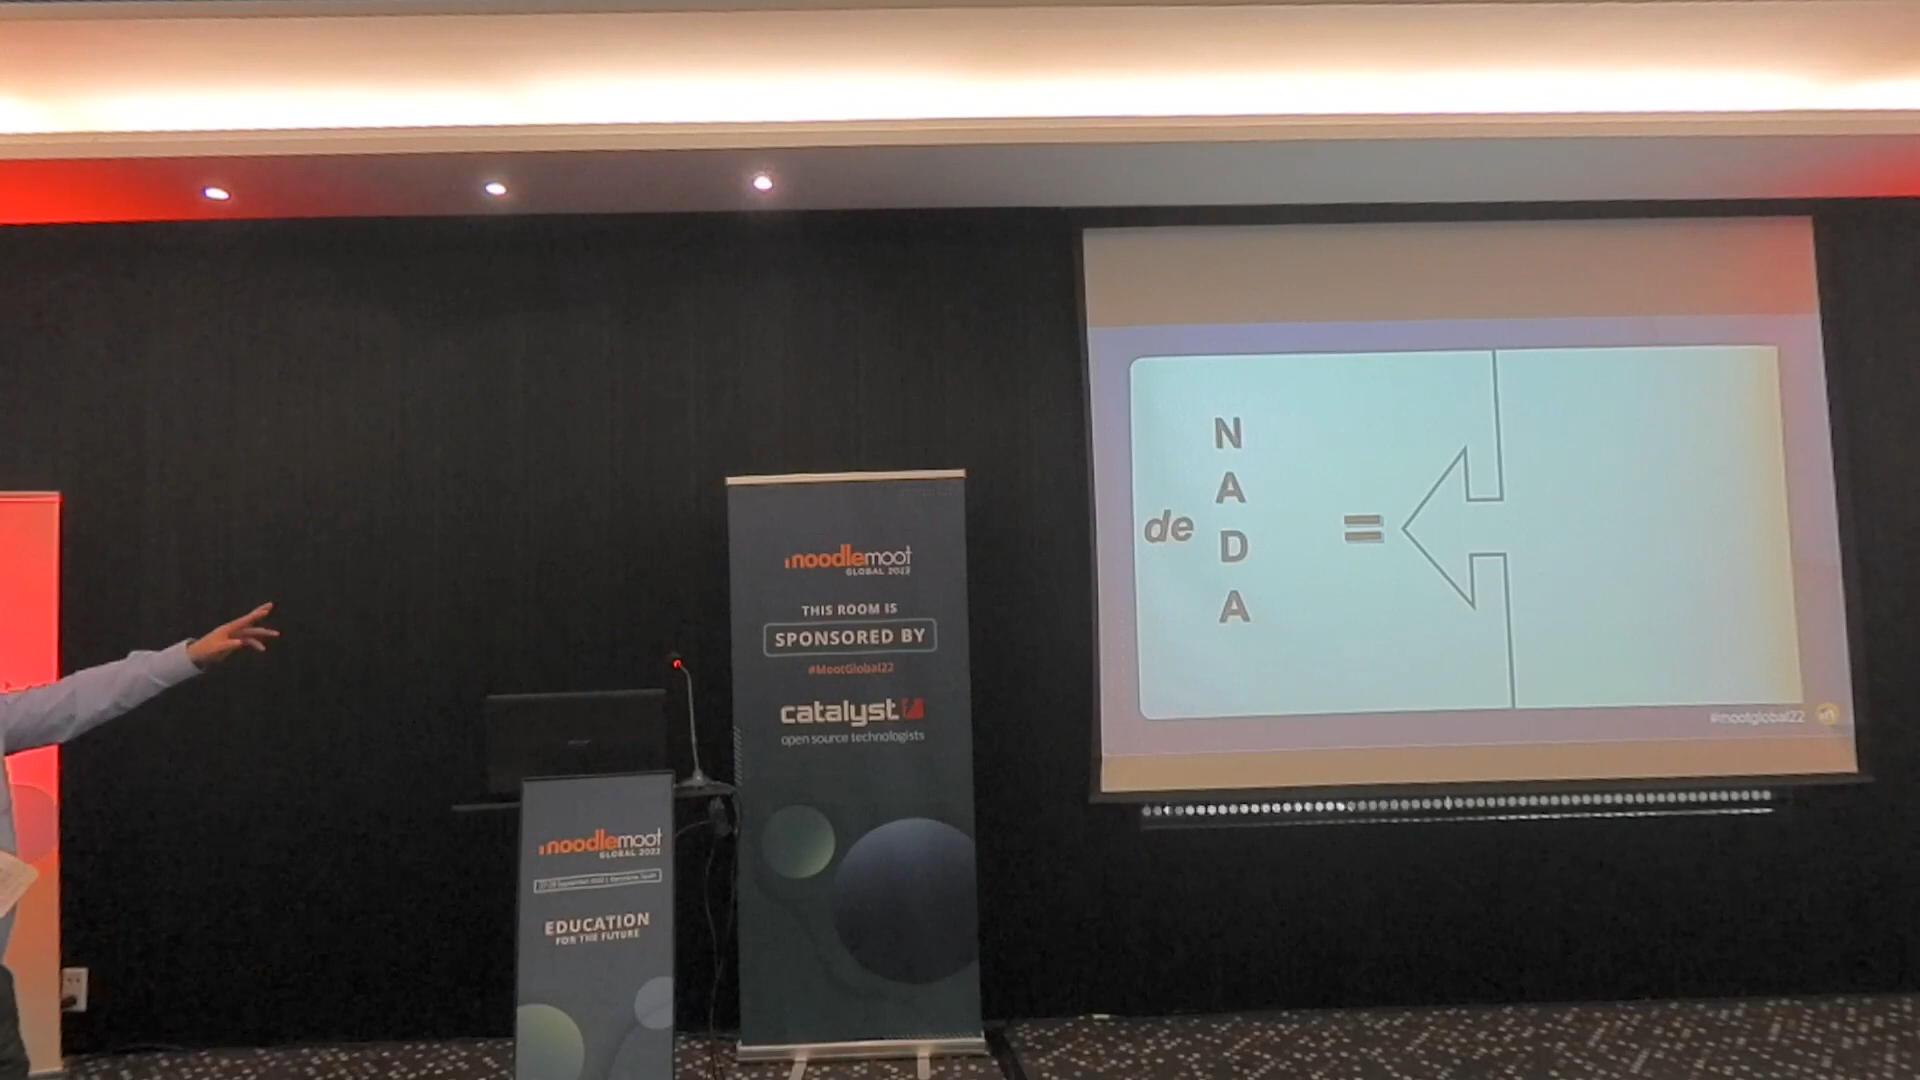 moodlemoot
GLOBAL 2022
THIS ROOM IS
SPONSORED BY
#MootGlobal22
catalyst
open source technologists
moodlemoot
GLOBAL 2022
EDUCATION
FOR THE FUTURE
N
A
de
D
A
=
#mootglobal22